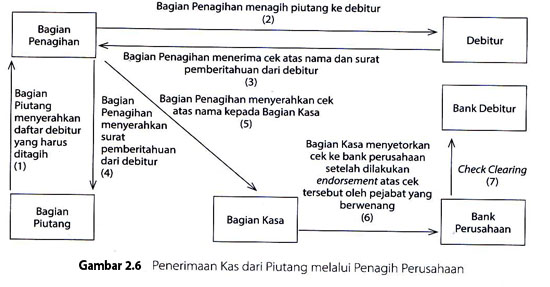 Bagian Penagihan menagih piutang ke debitur
(2)
Bagian
Penagihan
Debitur
Bagian Penagihan menerima cek atas nama dan surat
pemberitahuan dari debitur
(3)
Bagian
Piutang
menyerahkan
daftar debitur
yang harus
ditagih
(1)
Bagian
Penagihan
menyerahkan
surat
pemberitahuan
dari debitur
(4)
Bagian Penagihan menyerahkan cek
atas nama kepada Bagian Kasa
(5)
Bank Debitur
Bagian Kasa menyetorkan
cek ke bank perusahaan
setelah dilakukan
endorsement atas cek
tersebut oleh pejabat yang
berwenang
(6)
Check Clearing
(7)
Bagian
Piutang
Bagian Kasa
Bank
Perusahaan
Gambar 2.6 Penerimaan Kas dari Piutang melalui Penagih Perusahaan